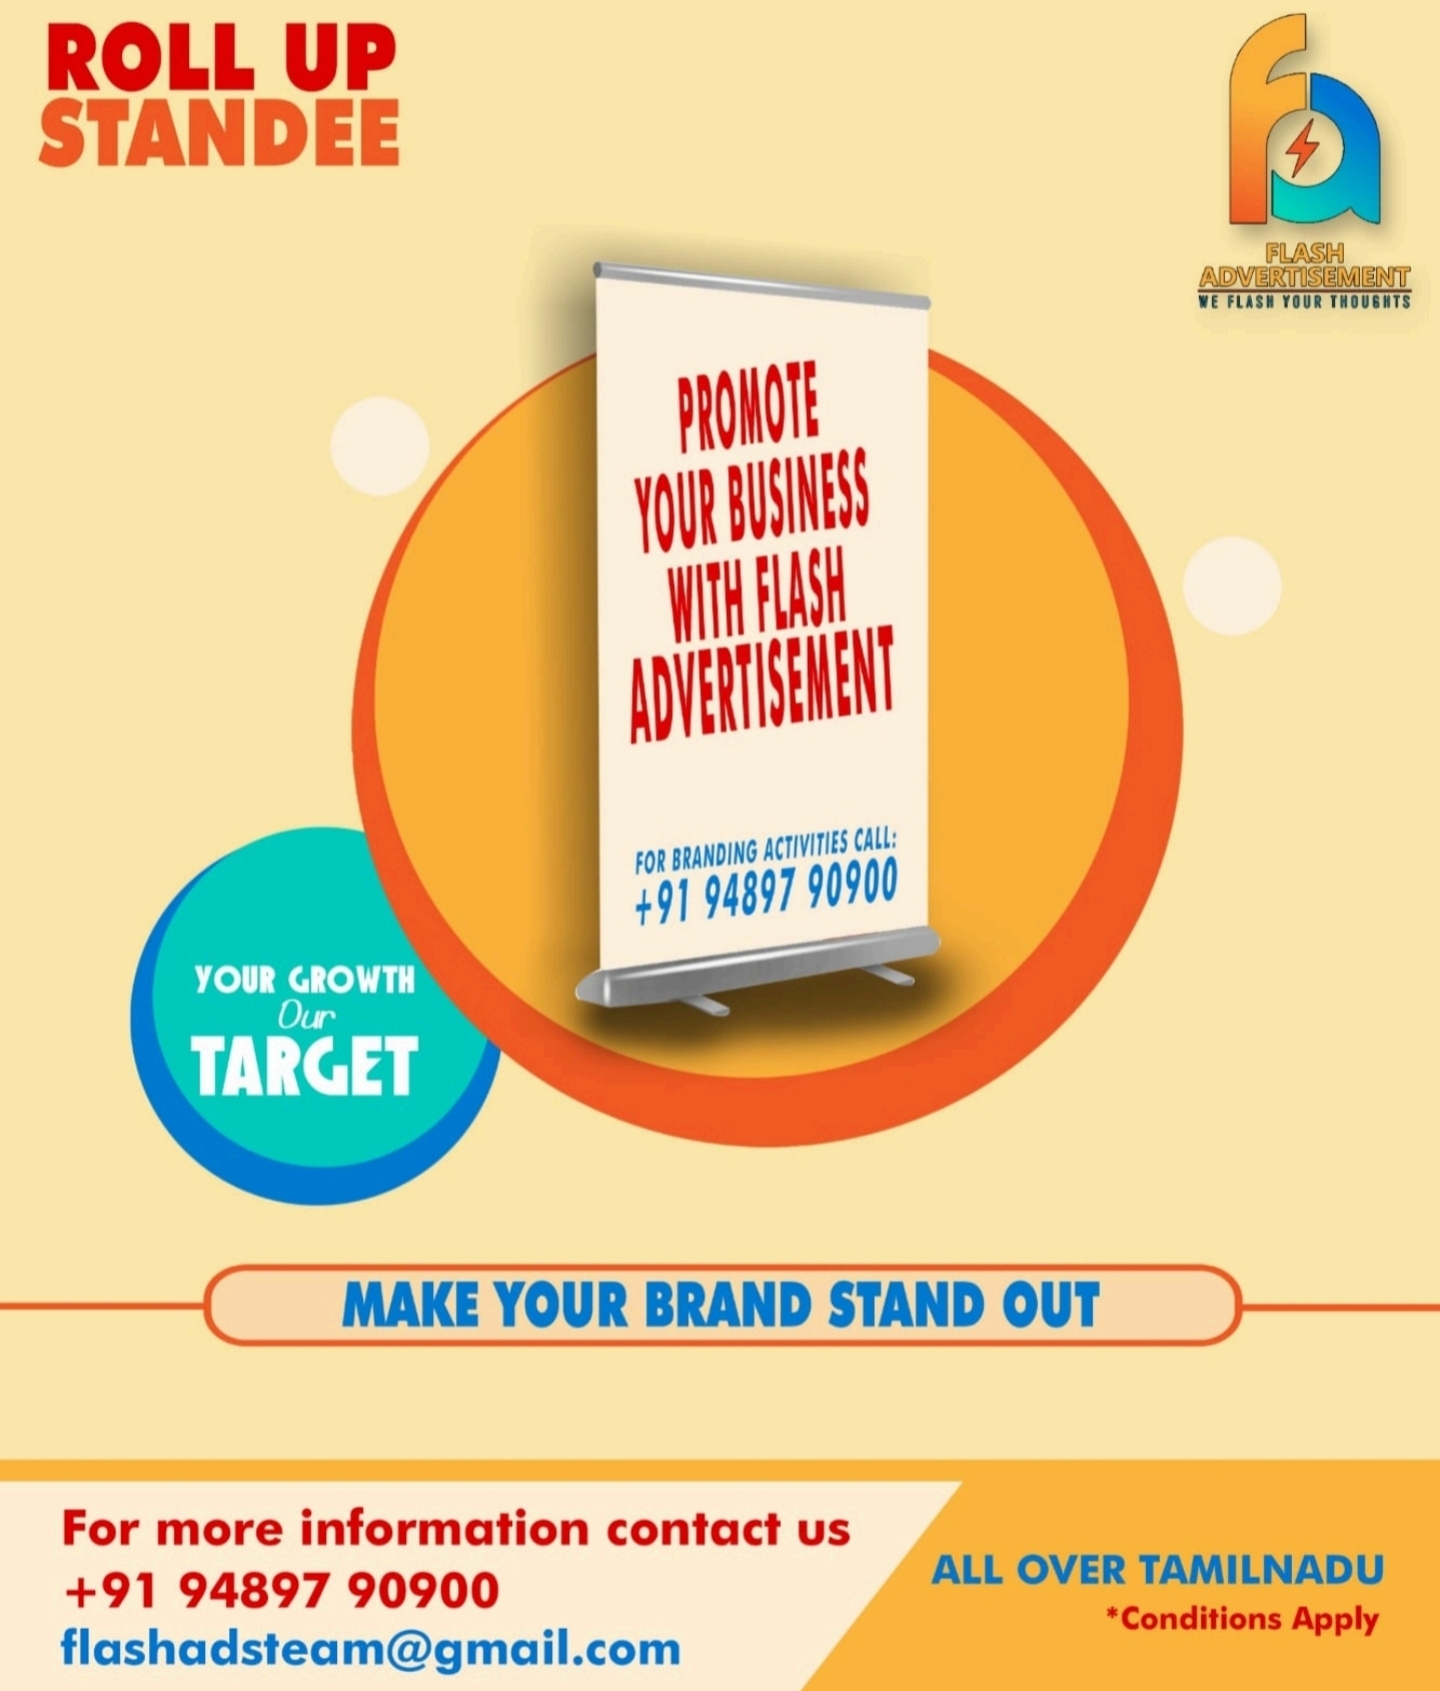 ROLL UP
STANDEE
FLASH
ADVERTISEMENT
WE FLASH YOUR THOUGHTS
PROMOTE
YOUR BUSINESS
WITH FLASH
ADVERTISEMENT
FOR BRANDING ACTIVITIES CALL:
+91 94897 90900
YOUR GROWTH
Our
TARGET
MAKE YOUR BRAND STAND OUT
For more information contact us
+91 94897 90900
flashadsteam@gmail.com
ALL OVER TAMILNADU
*Conditions Apply